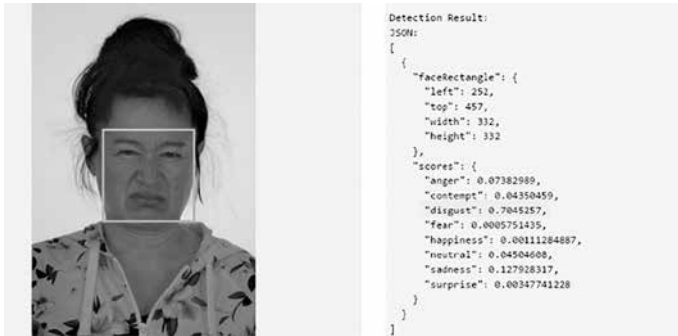 Detection Result:
JSON:
[
{
"faceRectangle": {
"left": 252,
"top": 457,
"width": 332,
"height": 332
},
"scores": {
"anger": 0.07382989,
"contempt": 0.04350459,
"disgust": 0.7045257,
"fear": 0.0005751435,
"happiness": 0.00111284887,
"neutral": 0.04504608,
"sadness": 0.127928317,
"surprise": 0.00347741228
}
}
]